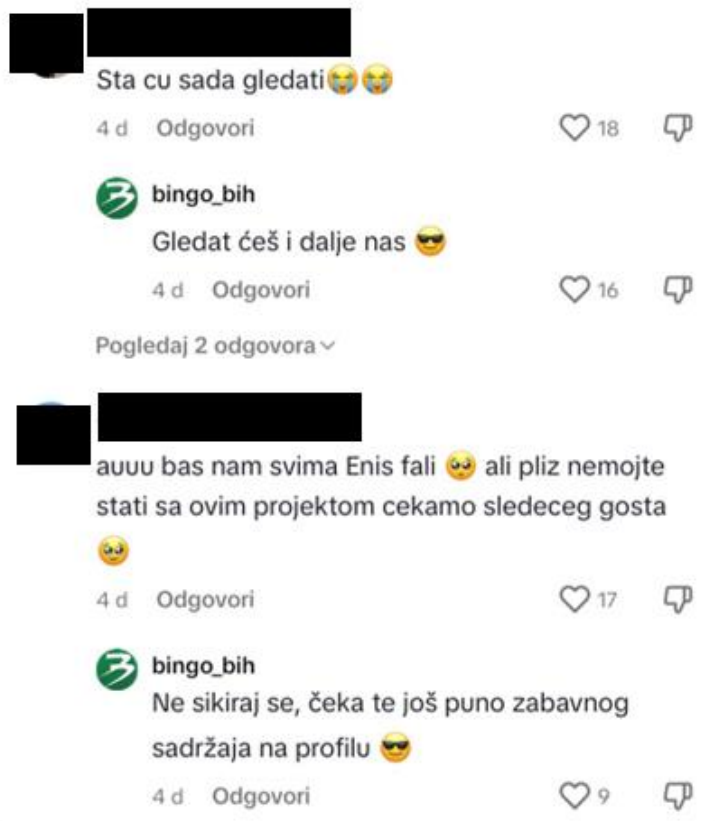 Sta cu sada gledati😭😭
4 d Odgovori 18
bingo_bih
Gledat ćeš i dalje nas 😎
4 d Odgovori 16
Pogledaj 2 odgovora
auuu bas nam svima Enis fali 🥹 ali pliz nemojte
stati sa ovim projektom cekamo sledeceg gosta
🥹
4 d Odgovori 17
bingo_bih
Ne sikiraj se, čeka te još puno zabavnog
sadržaja na profilu 😎
4 d Odgovori 9